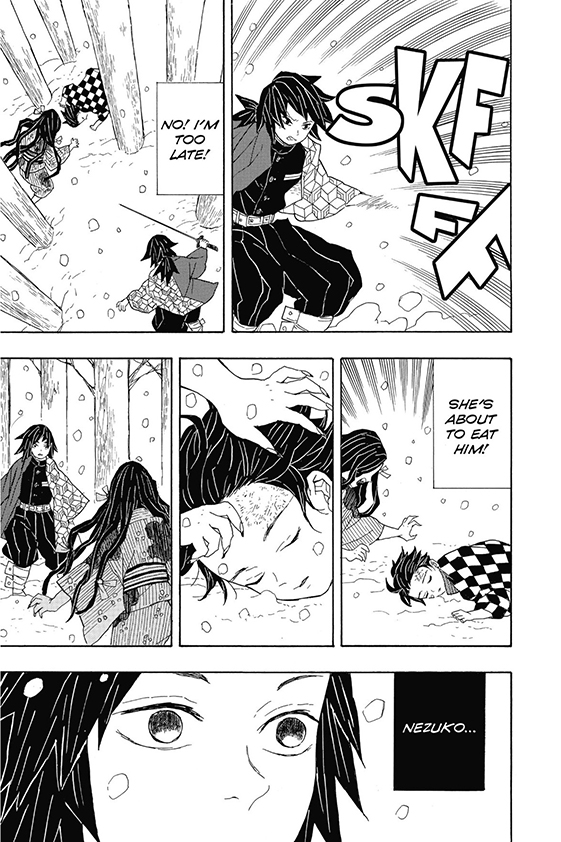 SKF
FF
NO! I'M
TOO
LATE!
SHE'S
ABOUT
TO EAT
HIM!
NEZUKO...